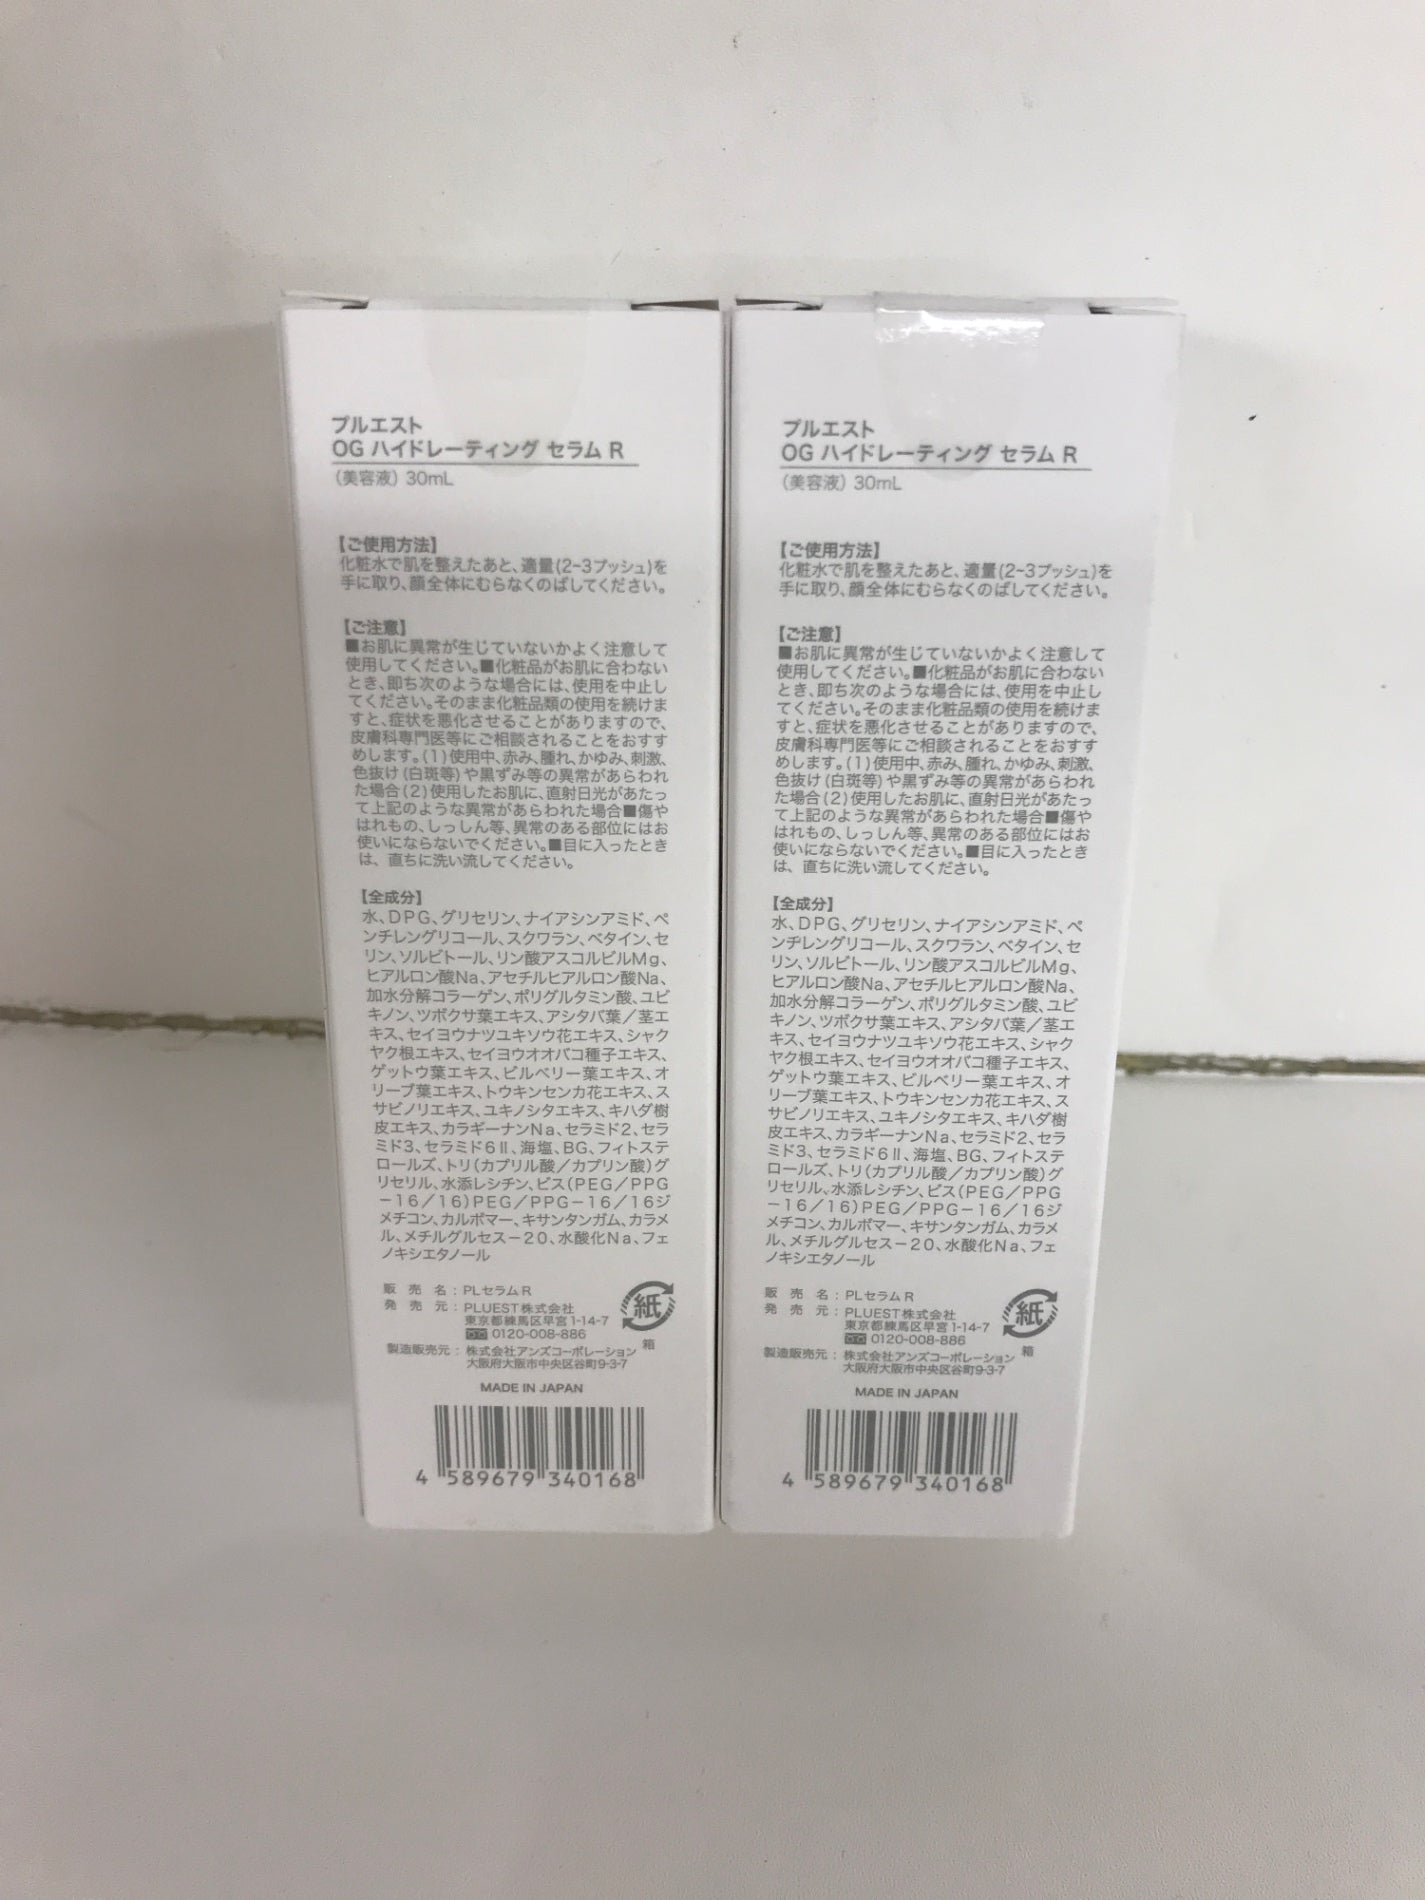 プルエスト
OG ハイドレーティング セラム R
（美容液）30mL
【ご使用方法】
化粧水で肌を整えたあと、適量(2~3プッシュ)を
手に取り、顔全体にむらなくのばしてください。
【ご注意】
■お肌に異常が生じていないかよく注意して
使用してください。■化粧品がお肌に合わない
とき、即ち次のような場合には、使用を中止し
てください。そのまま化粧品類の使用を続けま
すと、症状を悪化させることがありますので、
皮膚科専門医等にご相談されることをおすす
めします。(1)使用中、赤み、腫れ、かゆみ、刺激、
色抜け(白斑等)や黒ずみ等の異常があらわれ
た場合(2)使用したお肌に、直射日光があたっ
て上記のような異常があらわれた場合■傷や
はれもの、しっしん等、異常のある部位にはお
使いにならないでください。■目に入ったとき
は、直ちに洗い流してください。
【全成分】
水、DPG、グリセリン、ナイアシンアミド、ペ
ンチレングリコール、スクワラン、ベタイン、セ
リン、ソルビトール、リン酸アスコルビルMg、
ヒアルロン酸Na、アセチルヒアルロン酸Na、
加水分解コラーゲン、ポリグルタミン酸、ユビ
キノン、ツボクサ葉エキス、アシタバ葉／茎エ
キス、セイヨウナツユキソウ花エキス、シャク
ヤク根エキス、セイヨウオオバコ種子エキス、
ゲットウ葉エキス、ビルベリー葉エキス、オ
リーブ葉エキス、トウキンセンカ花エキス、ス
サビノリエキス、ユキノシタエキス、キハダ樹
皮エキス、カラギーナンNa、セラミド2、セラ
ミド3、セラミド6Ⅱ、海塩、BG、フィトステ
ロールズ、トリ(カプリル酸／カプリン酸)グ
リセリル、水添レシチン、ビス(PEG／PPG
－16／16)PEG／PPG－16／16ジ
メチコン、カルボマー、キサンタンガム、カラメ
ル、メチルグルセス－20、水酸化Na、フェ
ノキシエタノール
販売名：PLセラムR
発売元：PLUEST株式会社
東京都練馬区早宮1-14-7
0120-008-886
製造販売元：株式会社アンズコーポレーション
大阪府大阪市中央区谷町9-3-7
紙
箱
MADE IN JAPAN
4 589679 340168
プルエスト
OG ハイドレーティング セラム R
（美容液）30mL
【ご使用方法】
化粧水で肌を整えたあと、適量(2~3プッシュ)を
手に取り、顔全体にむらなくのばしてください。
【ご注意】
■お肌に異常が生じていないかよく注意して
使用してください。■化粧品がお肌に合わない
とき、即ち次のような場合には、使用を中止し
てください。そのまま化粧品類の使用を続けま
すと、症状を悪化させることがありますので、
皮膚科専門医等にご相談されることをおすす
めします。(1)使用中、赤み、腫れ、かゆみ、刺激、
色抜け(白斑等)や黒ずみ等の異常があらわれ
た場合(2)使用したお肌に、直射日光があたっ
て上記のような異常があらわれた場合■傷や
はれもの、しっしん等、異常のある部位にはお
使いにならないでください。■目に入ったとき
は、直ちに洗い流してください。
【全成分】
水、DPG、グリセリン、ナイアシンアミド、ペ
ンチレングリコール、スクワラン、ベタイン、セ
リン、ソルビトール、リン酸アスコルビルMg、
ヒアルロン酸Na、アセチルヒアルロン酸Na、
加水分解コラーゲン、ポリグルタミン酸、ユビ
キノン、ツボクサ葉エキス、アシタバ葉／茎エ
キス、セイヨウナツユキソウ花エキス、シャク
ヤク根エキス、セイヨウオオバコ種子エキス、
ゲットウ葉エキス、ビルベリー葉エキス、オ
リーブ葉エキス、トウキンセンカ花エキス、ス
サビノリエキス、ユキノシタエキス、キハダ樹
皮エキス、カラギーナンNa、セラミド2、セラ
ミド3、セラミド6Ⅱ、海塩、BG、フィトステ
ロールズ、トリ(カプリル酸／カプリン酸)グ
リセリル、水添レシチン、ビス(PEG／PPG
－16／16)PEG／PPG－16／16ジ
メチコン、カルボマー、キサンタンガム、カラメ
ル、メチルグルセス－20、水酸化Na、フェ
ノキシエタノール
販売名：PLセラムR
発売元：PLUEST株式会社
東京都練馬区早宮1-14-7
0120-008-886
製造販売元：株式会社アンズコーポレーション
大阪府大阪市中央区谷町9-3-7
紙
箱
MADE IN JAPAN
4 589679 340168